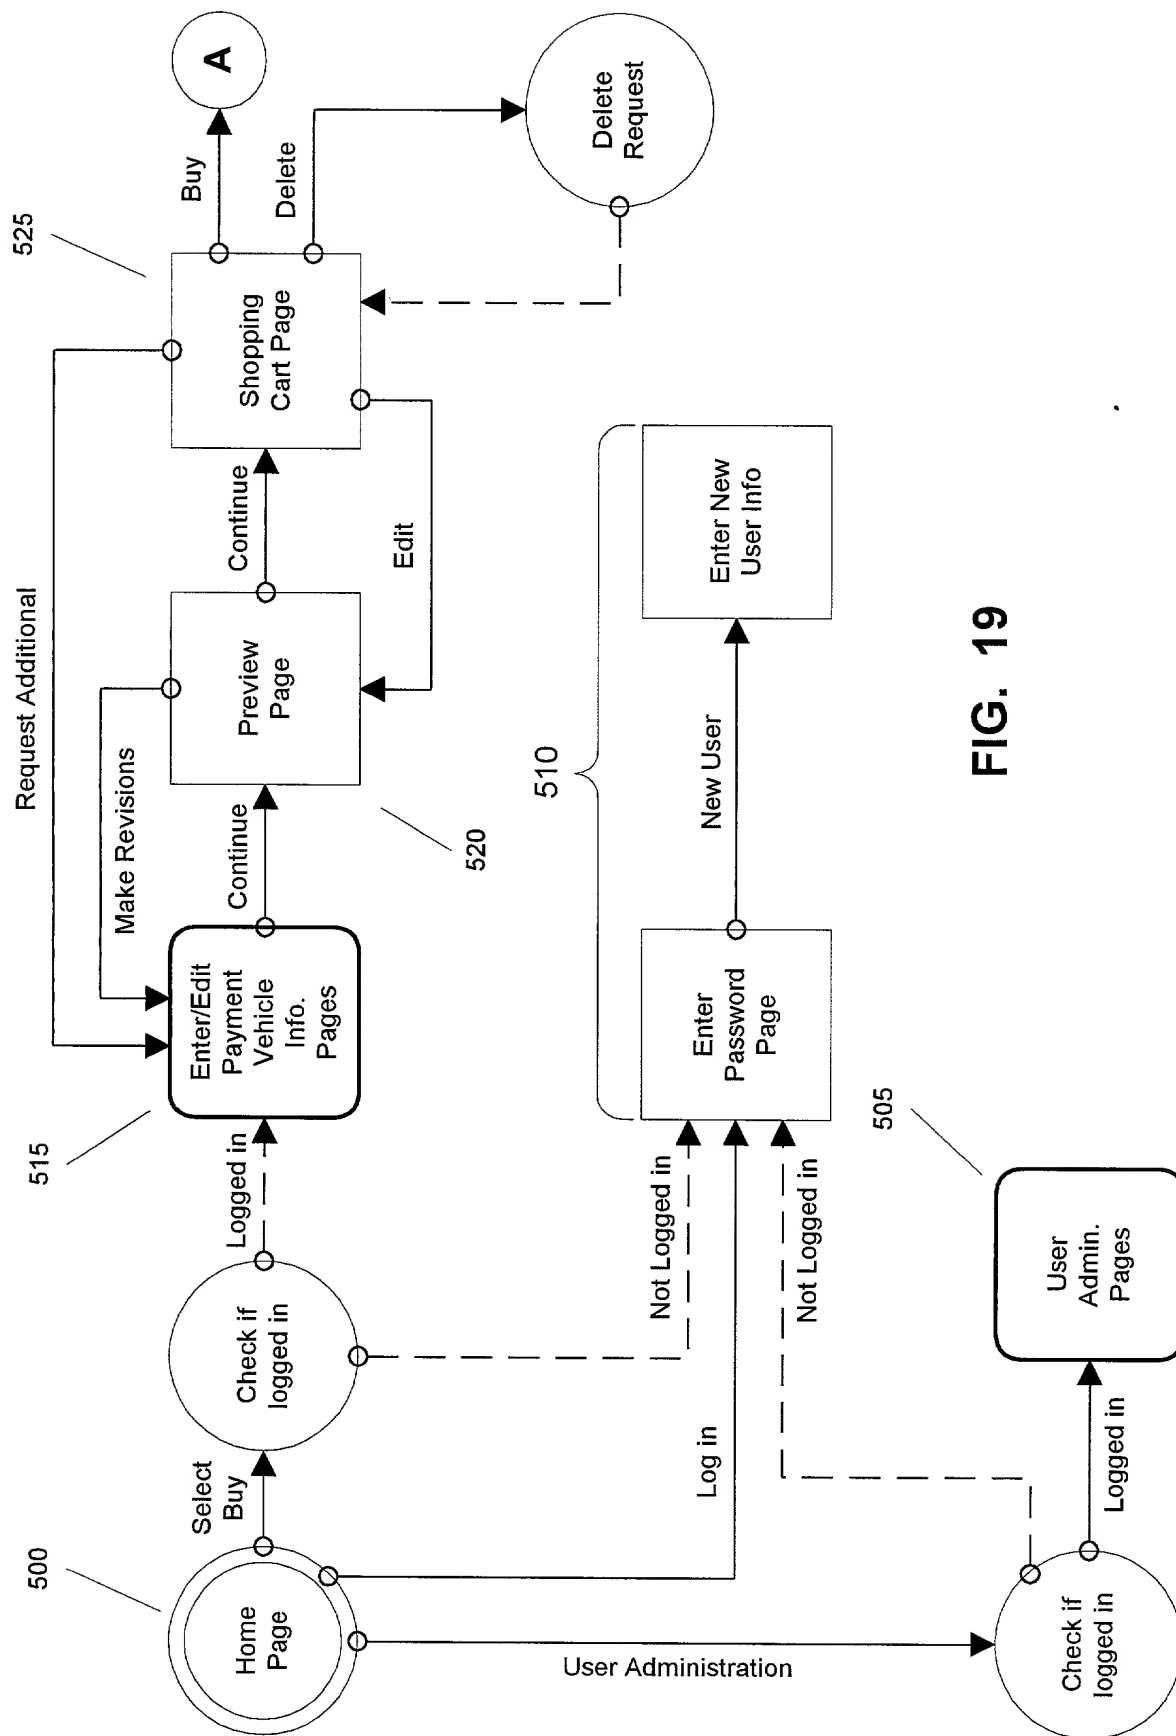 500
Home
Page
Select
Buy
Check if
logged in
Logged in
515
Enter/Edit
Payment
Vehicle
Info.
Pages
Continue
520
Preview
Page
Continue
525
Shopping
Cart Page
Buy
A
Delete
Delete
Request
Request Additional
Make Revisions
Edit
Not Logged in
Log in
Not Logged in
510
Enter
Password
Page
New User
Enter New
User Info
User Administration
Check if
logged in
Logged in
505
User
Admin.
Pages
FIG. 19